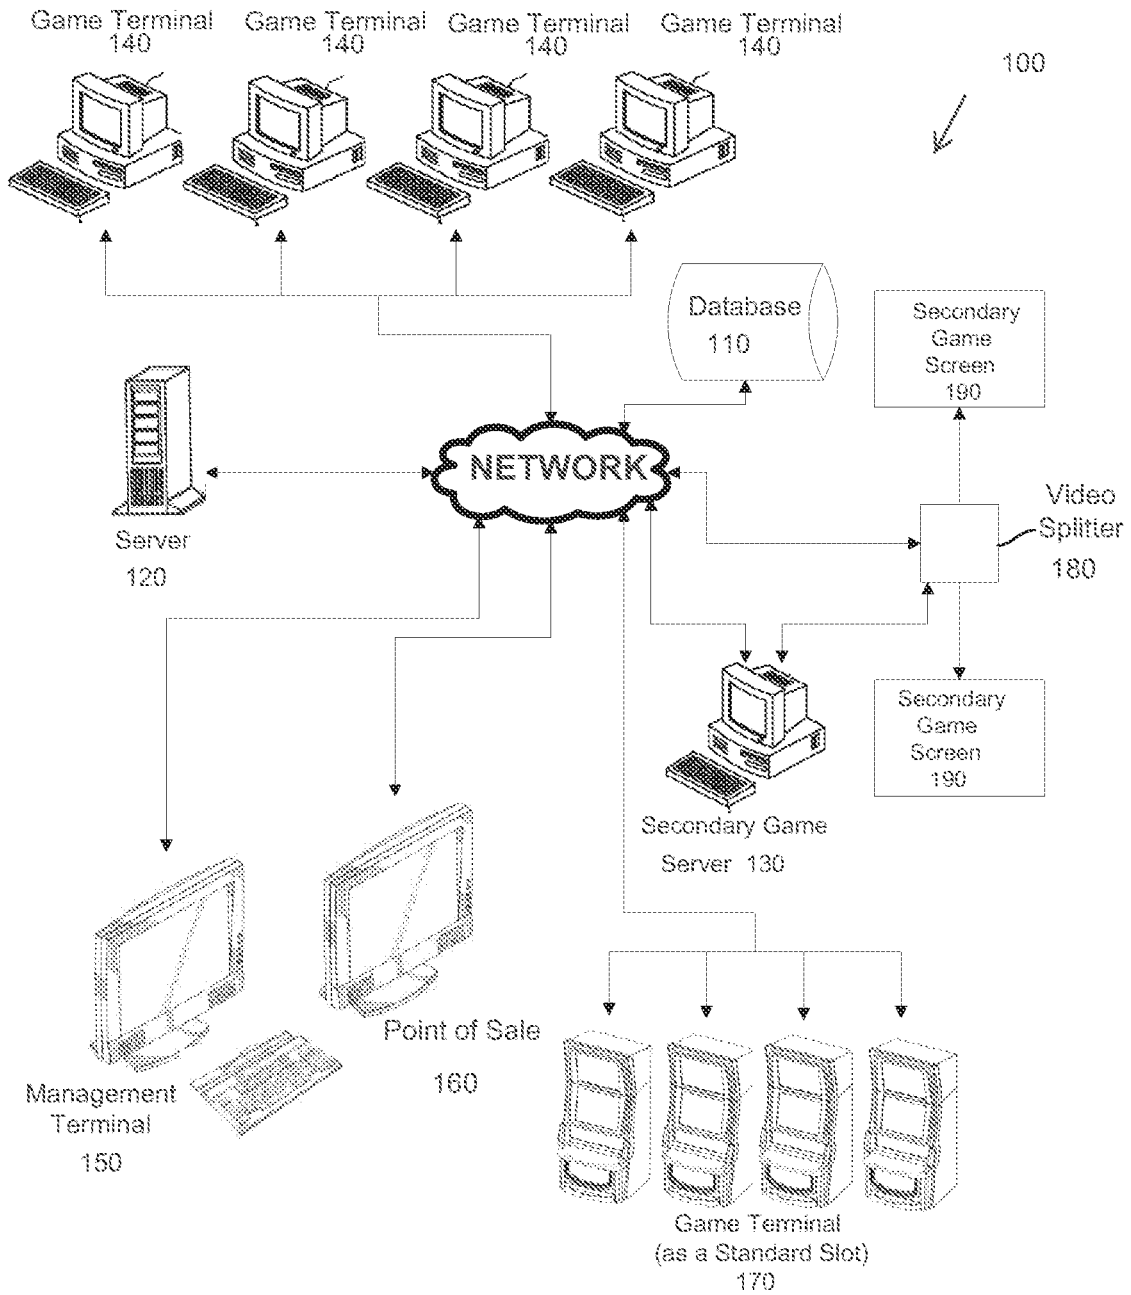 Game Terminal
140
Game Terminal
140
Game Terminal
140
Game Terminal
140
100
Database
110
Secondary
Game
Screen
190
NETWORK
Server
120
Video
Splitter
180
Secondary
Game
Screen
190
Secondary Game
Server 130
Point of Sale
160
Management
Terminal
150
Game Terminal
(as a Standard Slot)
170